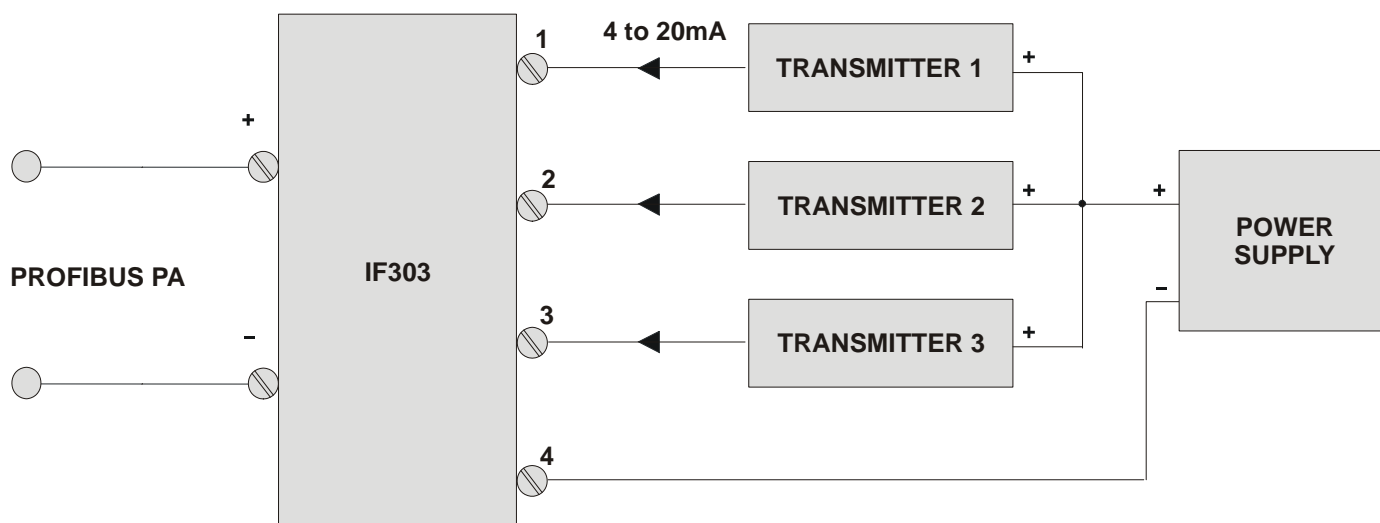 1
4 to 20mA
TRANSMITTER 1
+
+
2
TRANSMITTER 2
+
+
POWER
SUPPLY
PROFIBUS PA
IF303
–
3
TRANSMITTER 3
+
–
4